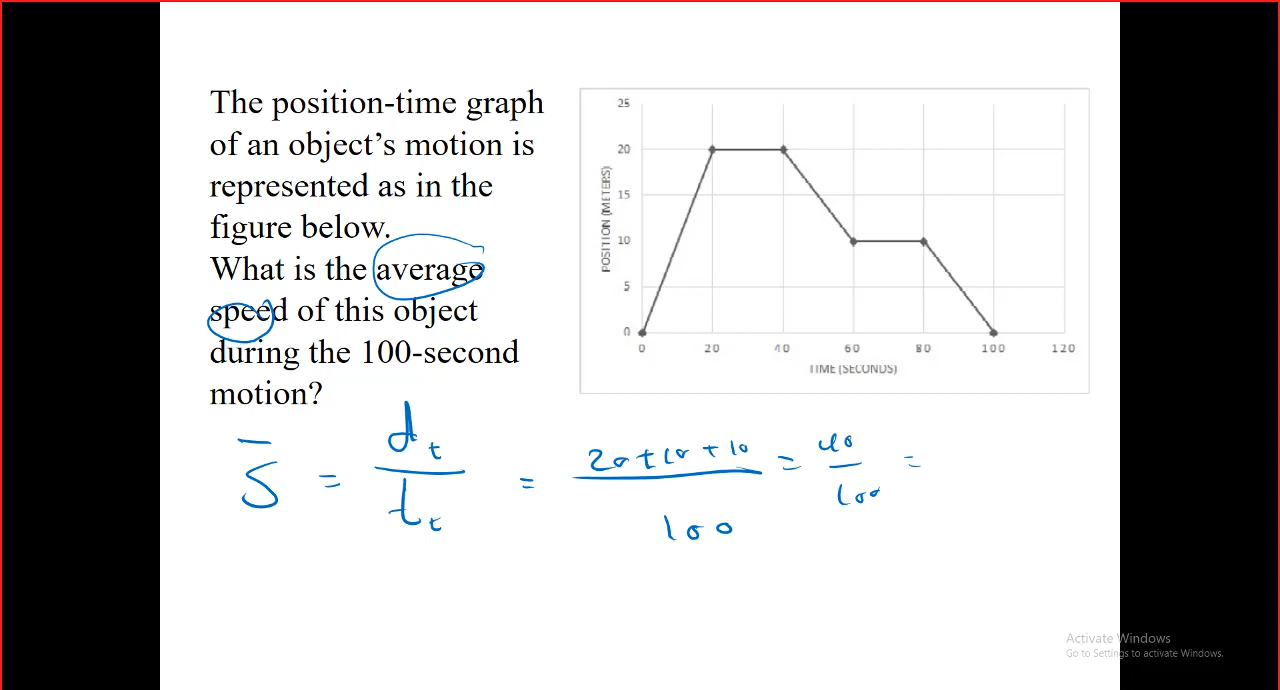 The position-time graph
of an object’s motion is
represented as in the
figure below.
What is the average
speed of this object
during the 100-second
motion?
25
20
15
10
5
0
POSITION (METERS)
0 20 40 60 80 100 120
TIME (SECONDS)
S̅ = dt / tt = 20+10+10 / 100 = 40 / 100 =
Activate Windows
Go to Settings to activate Windows.